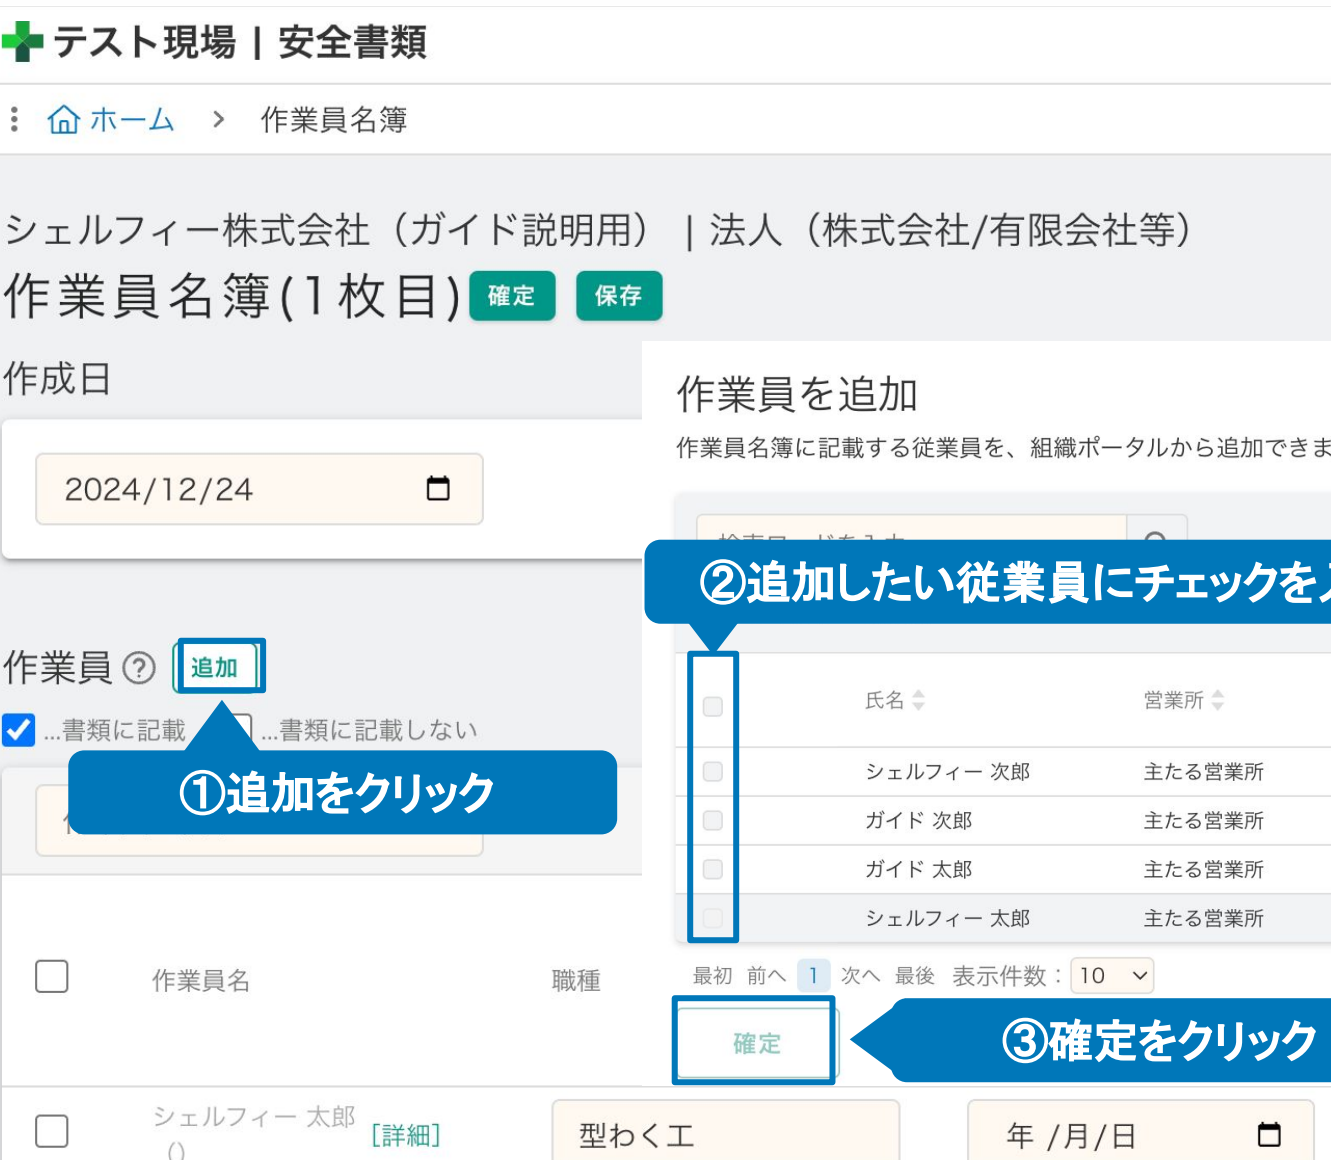 テスト現場 | 安全書類
ホーム > 作業員名簿
シェルフィー株式会社（ガイド説明用） | 法人（株式会社/有限会社等）
作業員名簿(1枚目) 確定 保存
作成日
2024/12/24
作業員を追加
作業員名簿に記載する従業員を、組織ポータルから追加できま
②追加したい従業員にチェックを
作業員 ? 追加
...書類に記載 ...書類に記載しない
①追加をクリック
氏名 営業所
シェルフィー 次郎 主たる営業所
ガイド 次郎 主たる営業所
ガイド 太郎 主たる営業所
シェルフィー 太郎 主たる営業所
最初 前へ 1 次へ 最後 表示件数： 10
確定
③確定をクリック
作業員名 職種
シェルフィー 太郎 [詳細] 型わく工 年 /月/日
()